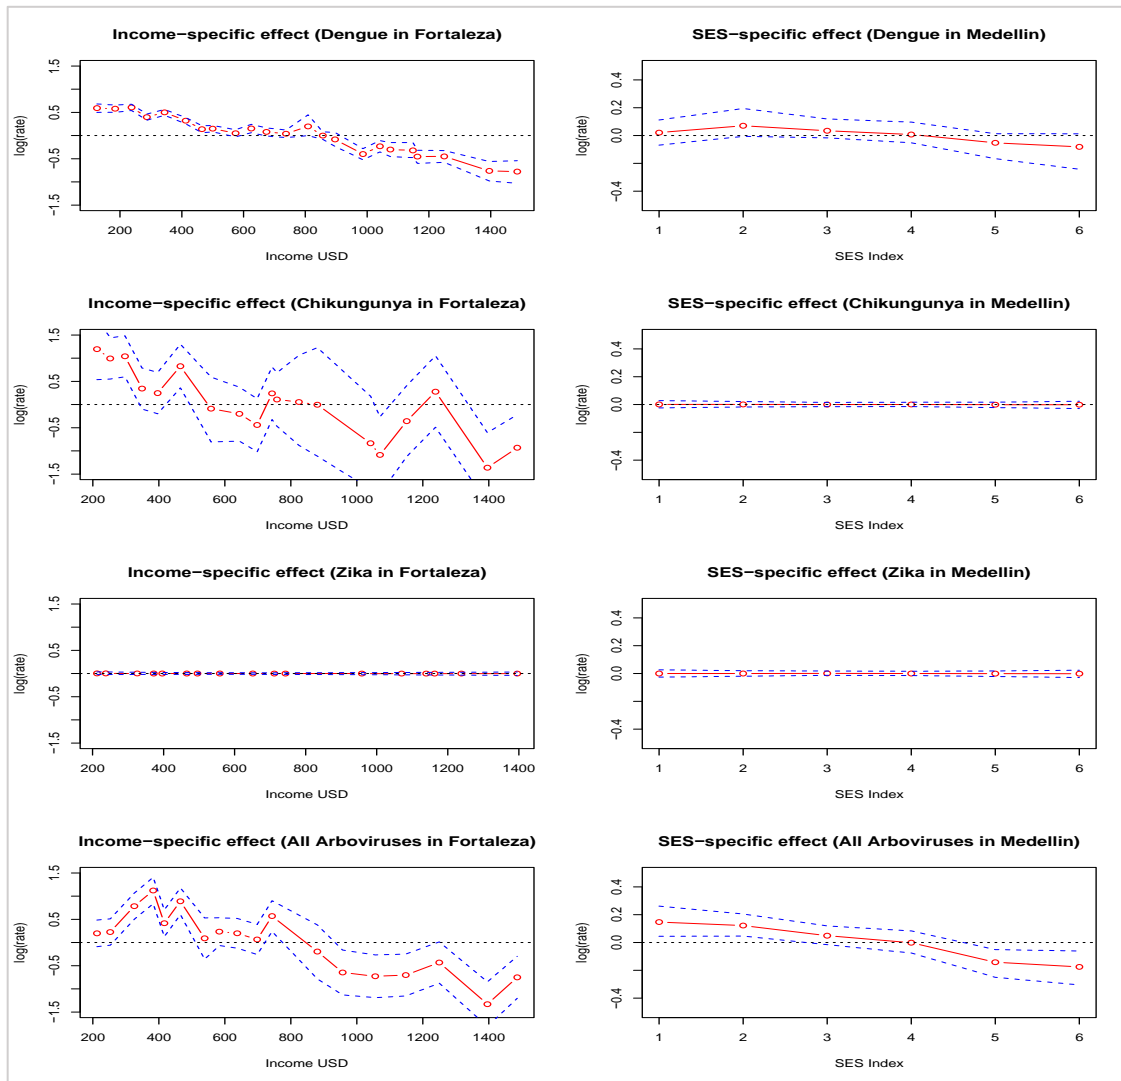 Income−specific effect (Dengue in Fortaleza)
log(rate)
1.5
0.5
−0.5
−1.5
200 400 600 800 1000 1200 1400
Income USD
SES−specific effect (Dengue in Medellin)
log(rate)
0.4
0.2
0.0
−0.4
1 2 3 4 5 6
SES Index
Income−specific effect (Chikungunya in Fortaleza)
log(rate)
1.5
0.5
−0.5
−1.5
200 400 600 800 1000 1200 1400
Income USD
SES−specific effect (Chikungunya in Medellin)
log(rate)
0.4
0.2
0.0
−0.4
1 2 3 4 5 6
SES Index
Income−specific effect (Zika in Fortaleza)
log(rate)
1.5
0.5
−0.5
−1.5
200 400 600 800 1000 1200 1400
Income USD
SES−specific effect (Zika in Medellin)
log(rate)
0.4
0.2
0.0
−0.4
1 2 3 4 5 6
SES Index
Income−specific effect (All Arboviruses in Fortaleza)
log(rate)
1.5
0.5
−0.5
−1.5
200 400 600 800 1000 1200 1400
Income USD
SES−specific effect (All Arboviruses in Medellin)
log(rate)
0.4
0.2
0.0
−0.4
1 2 3 4 5 6
SES Index